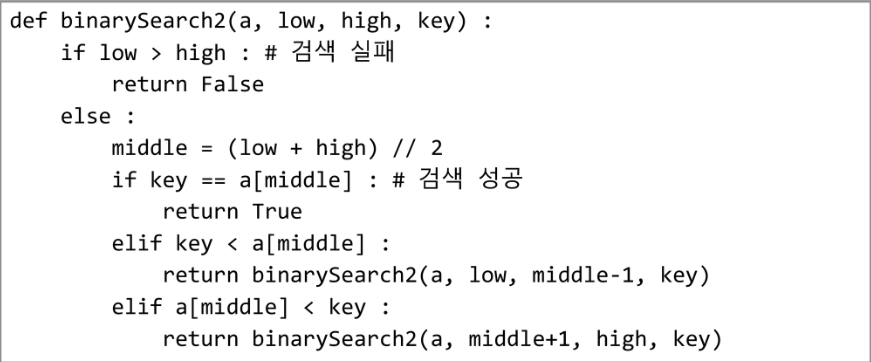 def binarySearch2(a, low, high, key) :
    if low > high : # 검색 실패
        return False
    else :
        middle = (low + high) // 2
        if key == a[middle] : # 검색 성공
            return True
        elif key < a[middle] :
            return binarySearch2(a, low, middle-1, key)
        elif a[middle] < key :
            return binarySearch2(a, middle+1, high, key)